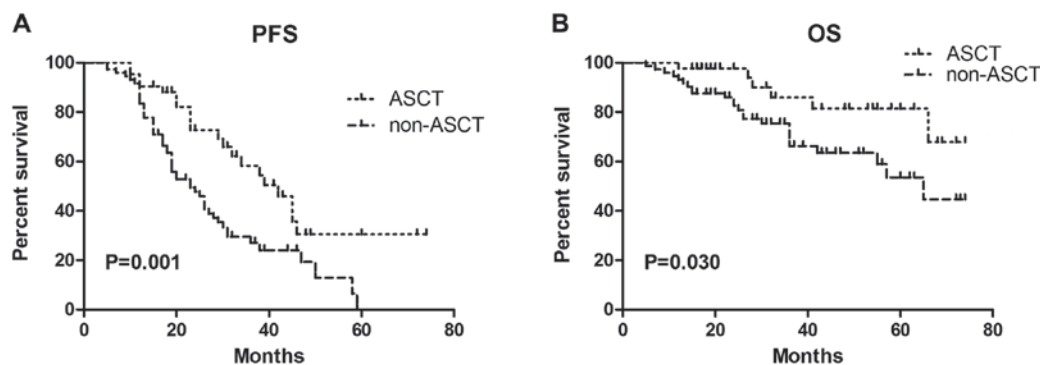 A
PFS
Percent survival
100
80
60
40
20
0
ASCT
non-ASCT
P=0.001
0 20 40 60 80
Months
B
OS
Percent survival
100
80
60
40
20
0
ASCT
non-ASCT
P=0.030
0 20 40 60 80
Months